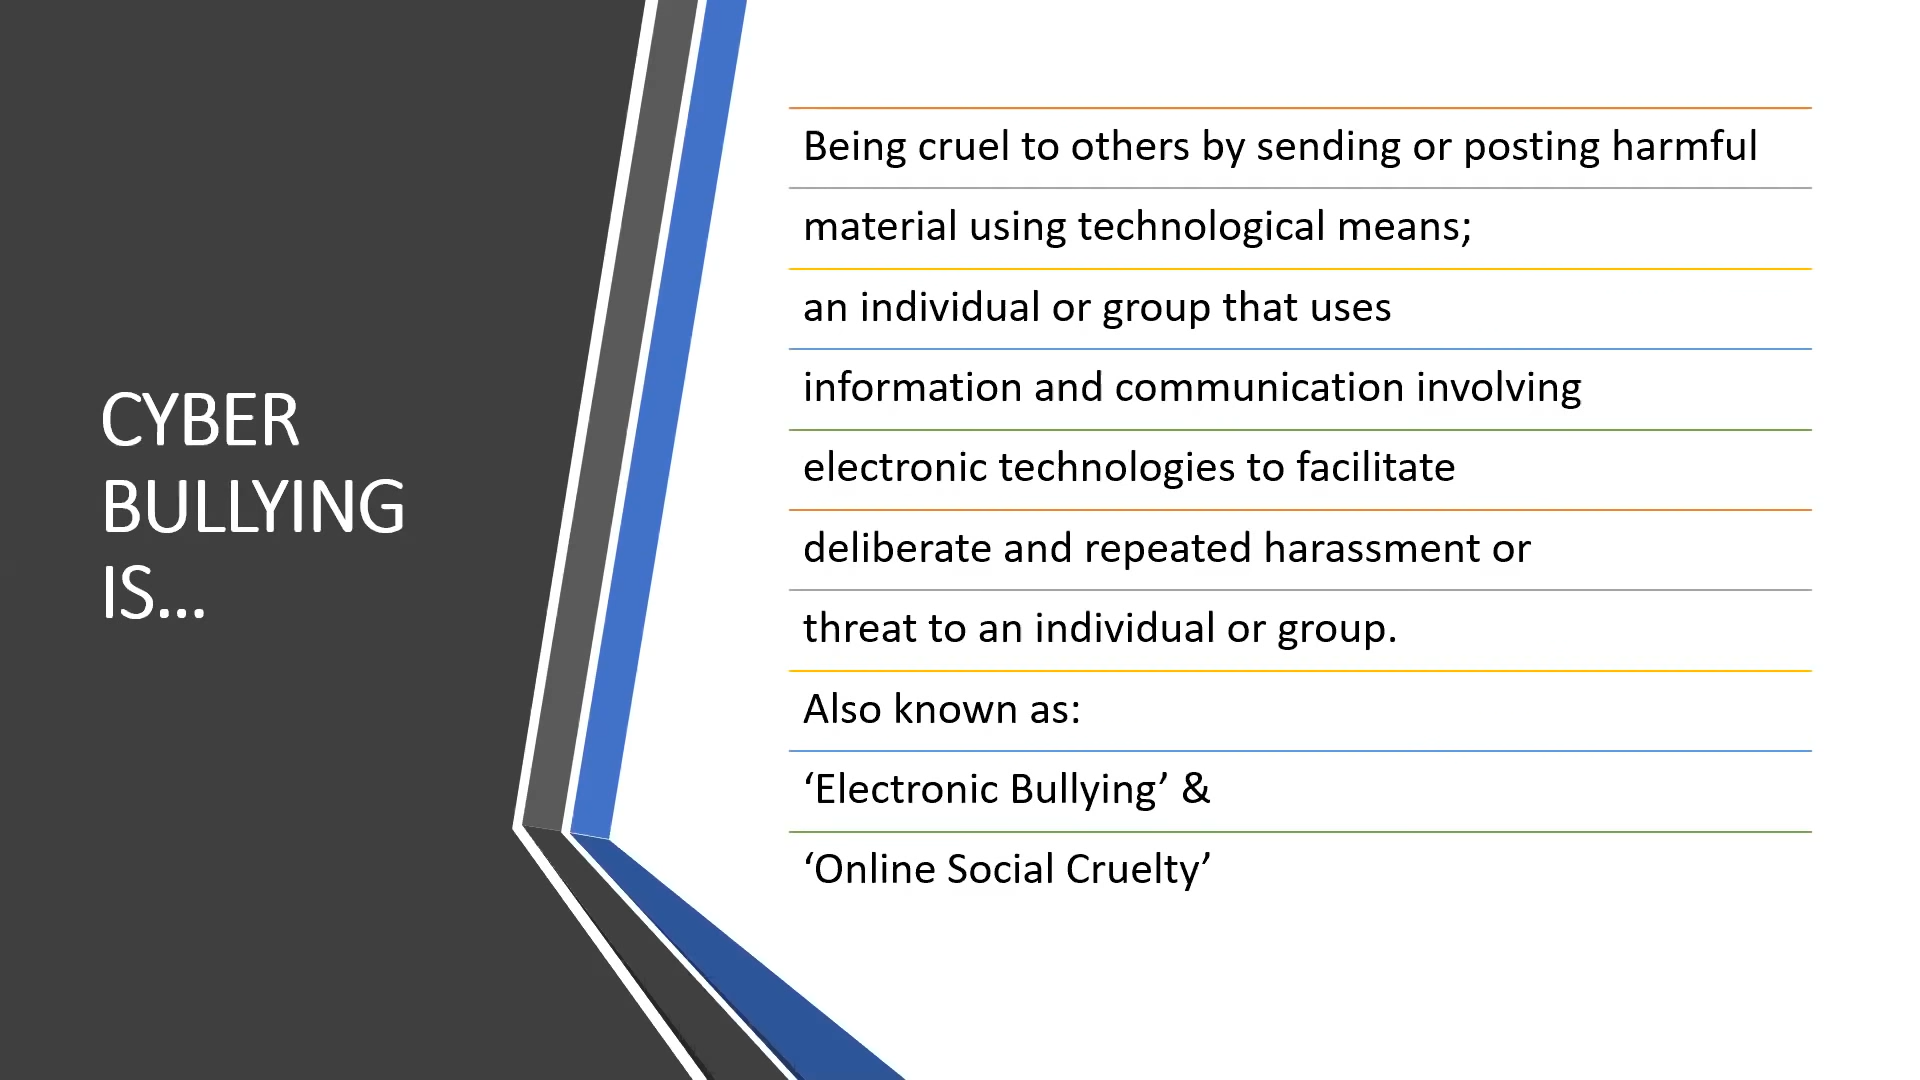 CYBER
BULLYING
IS...
Being cruel to others by sending or posting harmful
material using technological means;
an individual or group that uses
information and communication involving
electronic technologies to facilitate
deliberate and repeated harassment or
threat to an individual or group.
Also known as:
‘Electronic Bullying’ &
‘Online Social Cruelty’